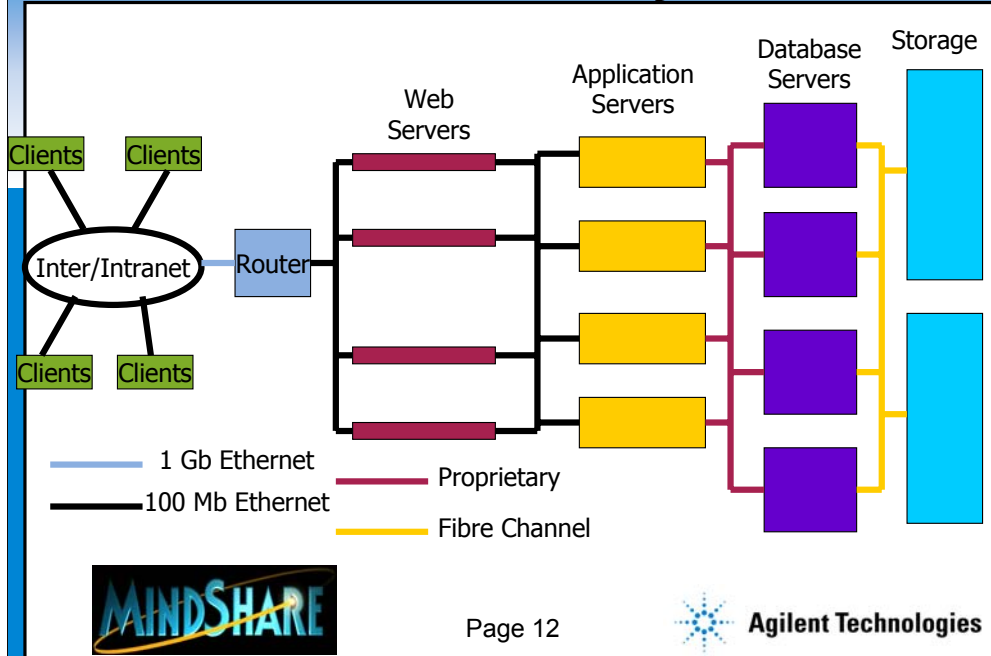 Storage
Database
Servers
Application
Servers
Web
Servers
Clients
Clients
Inter/Intranet
Router
Clients
Clients
1 Gb Ethernet
100 Mb Ethernet
Proprietary
Fibre Channel
MINDSHARE
Page 12
Agilent Technologies